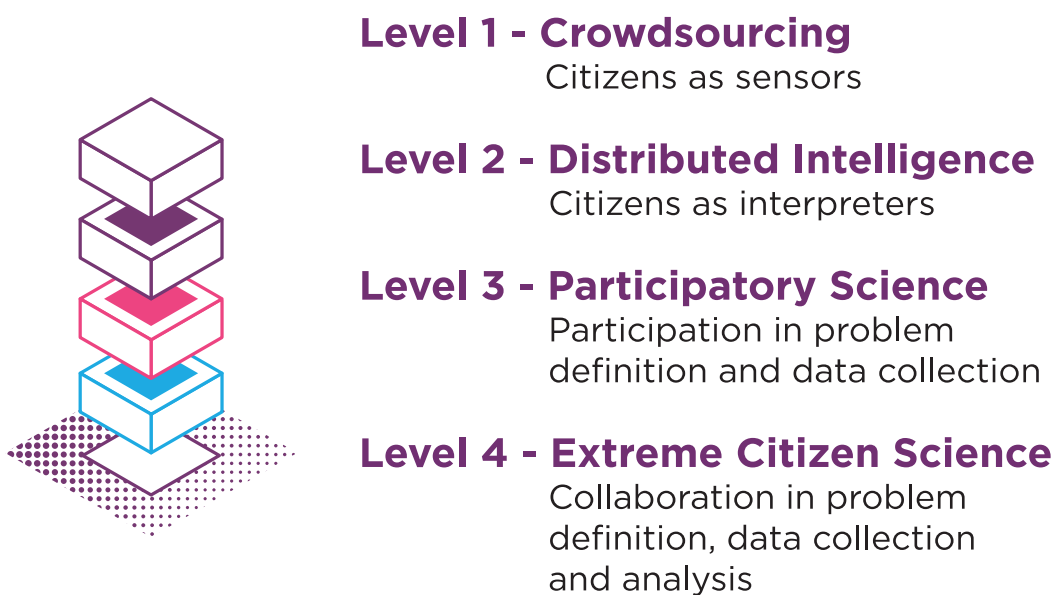 Level 1 - Crowdsourcing
Citizens as sensors
Level 2 - Distributed Intelligence
Citizens as interpreters
Level 3 - Participatory Science
Participation in problem
definition and data collection
Level 4 - Extreme Citizen Science
Collaboration in problem
definition, data collection
and analysis